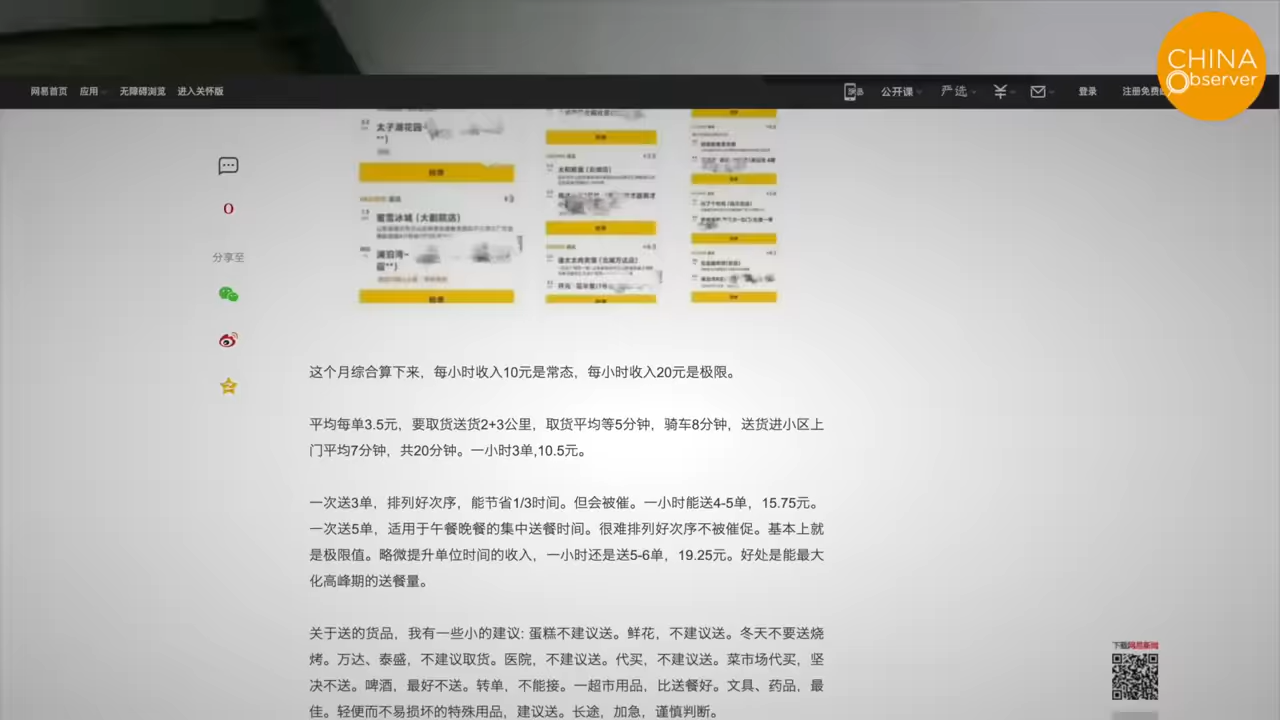 CHINA
Observer
网易首页 应用 无障碍浏览 进入关怀版 公开课 严选 登录 注册免费
太子湖花园
蜜雪冰城（大剧院店）
澜泊湾~
0
分享至
这个月综合算下来，每小时收入10元是常态，每小时收入20元是极限。
平均每单3.5元，要取货送货2+3公里，取货平均等5分钟，骑车8分钟，送货进小区上
门平均7分钟，共20分钟。一小时3单,10.5元。
一次送3单，排列好次序，能节省1/3时间。但会被催。一小时能送4-5单，15.75元。
一次送5单，适用于午餐晚餐的集中送餐时间。很难排列好次序不被催促。基本上就
是极限值。略微提升单位时间的收入，一小时还是送5-6单，19.25元。好处是能最大
化高峰期的送餐量。
关于送的货品，我有一些小的建议: 蛋糕不建议送。鲜花，不建议送。冬天不要送烧
烤。万达、泰盛，不建议取货。医院，不建议送。代买，不建议送。菜市场代买，坚
决不送。啤酒，最好不送。转单，不能接。一超市用品，比送餐好。文具、药品，最
佳。轻便而不易损坏的特殊用品，建议送。长途，加急，谨慎判断。
下载网易新闻